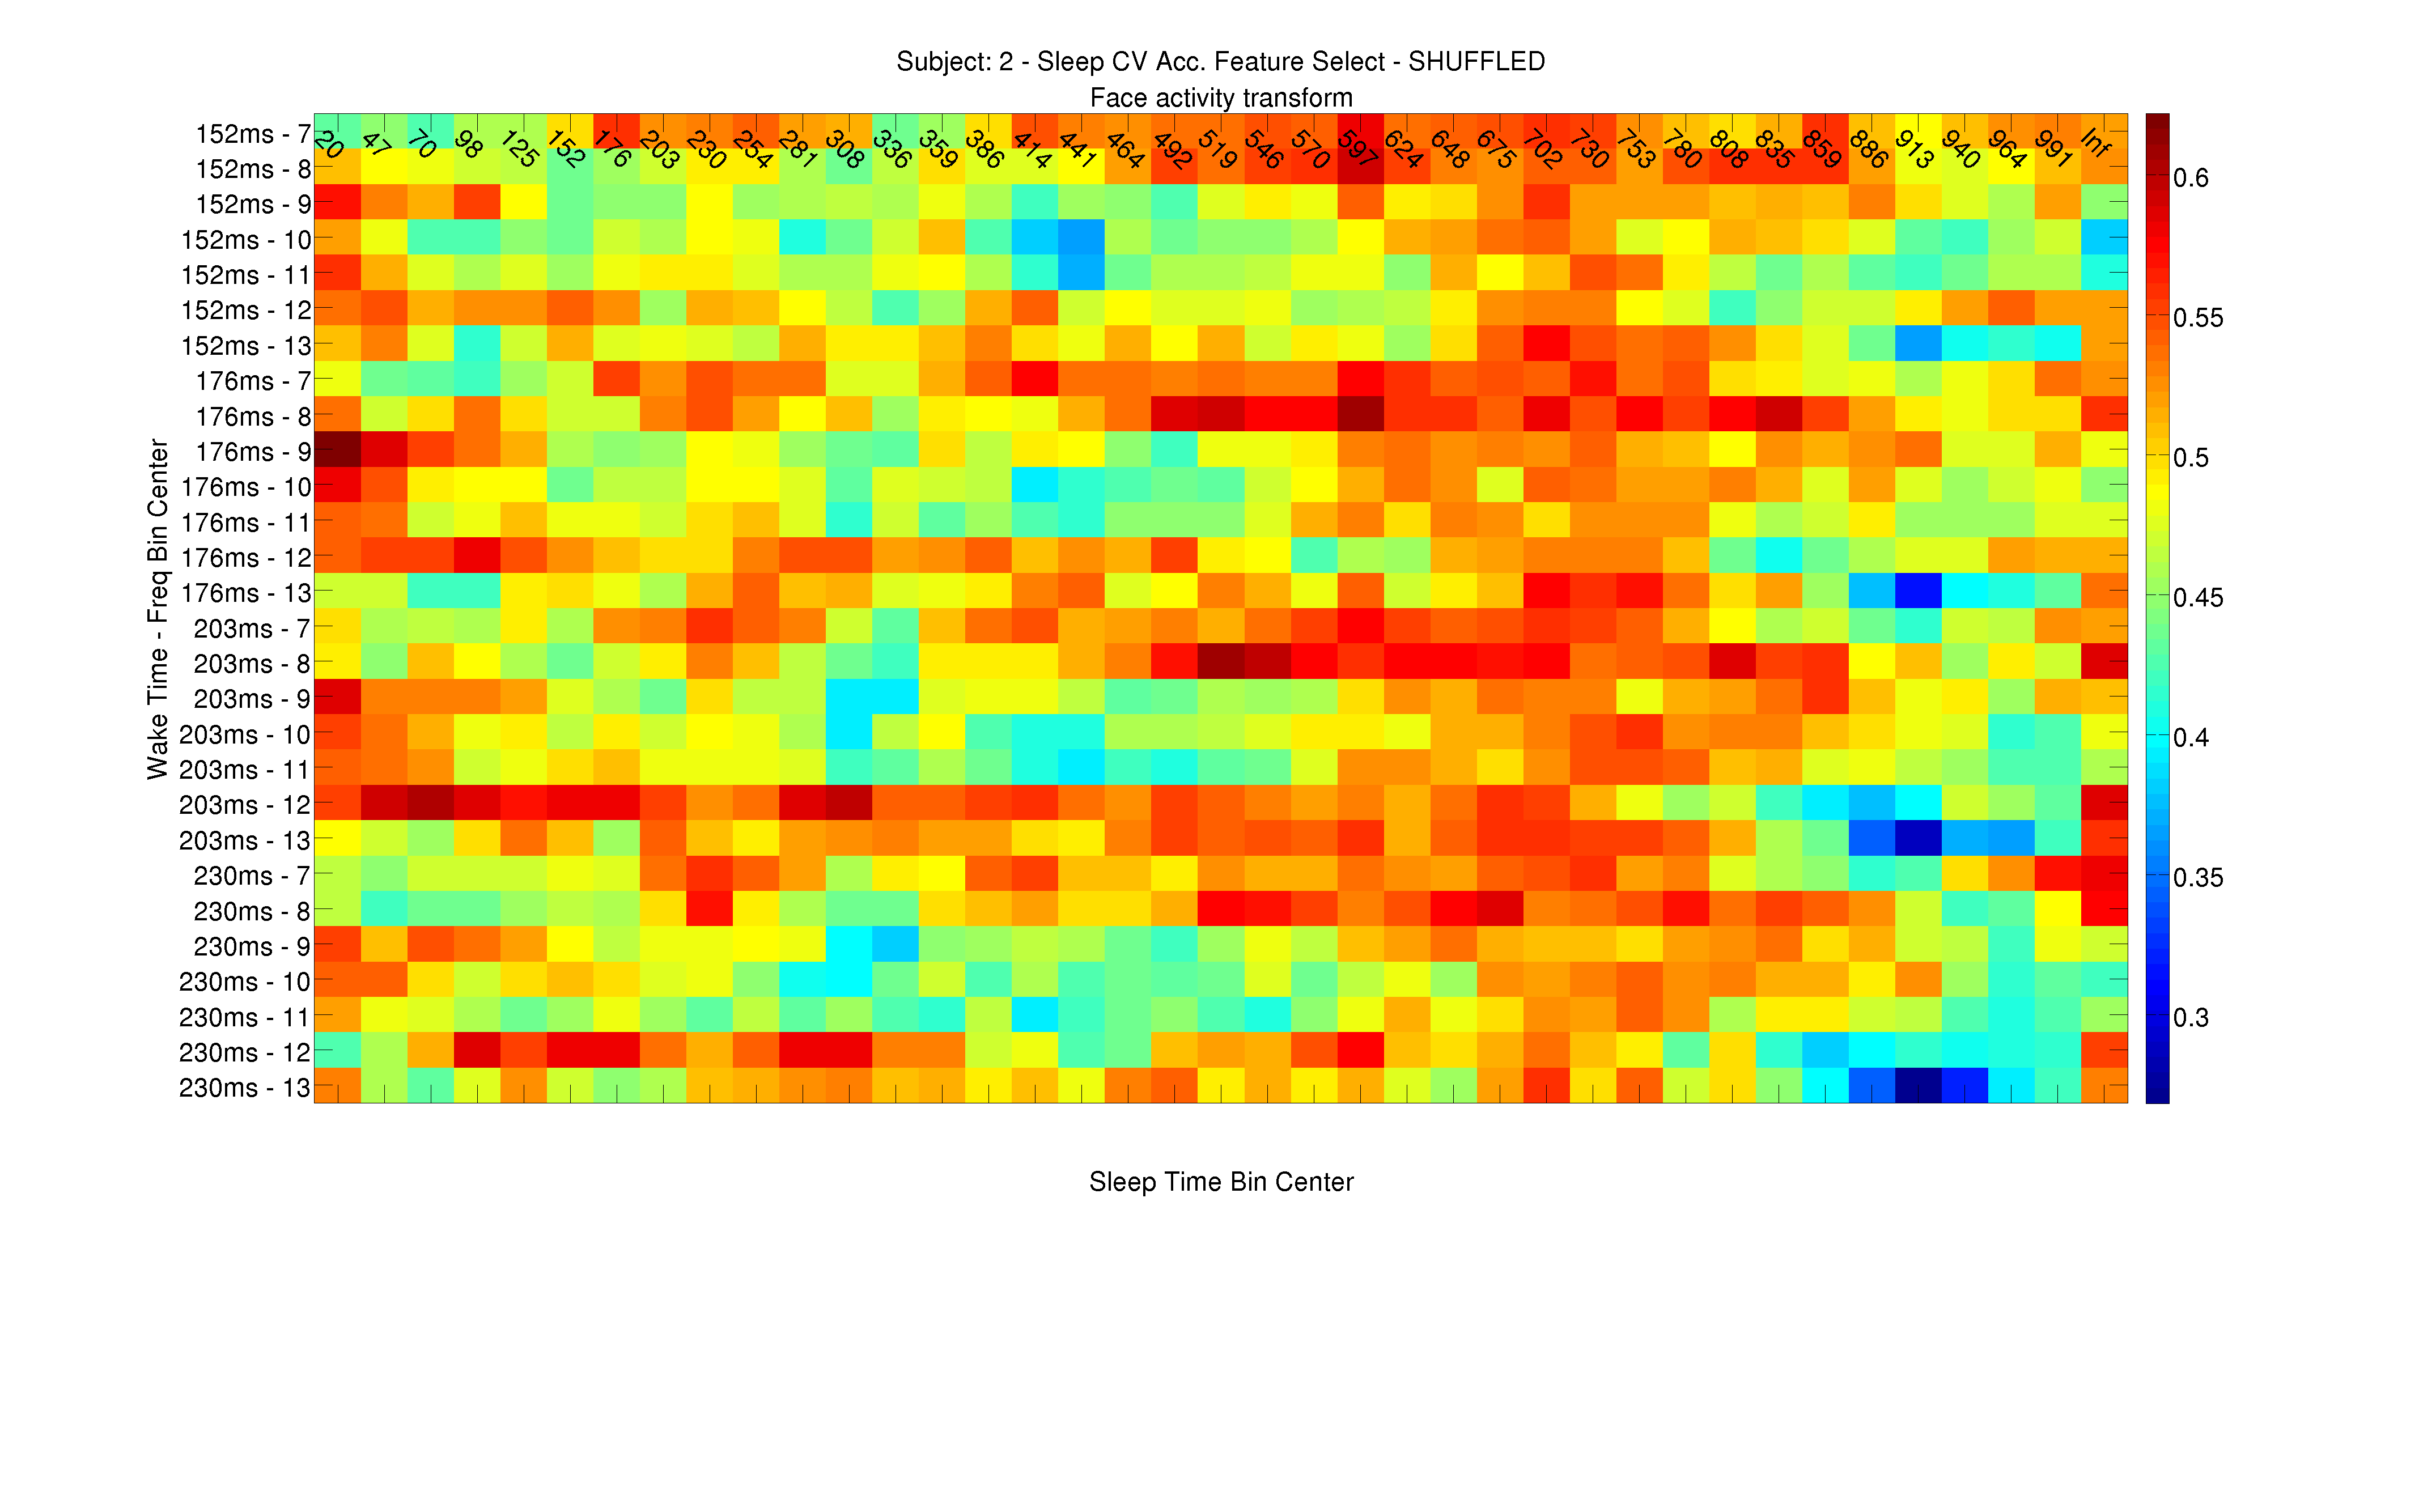 Subject: 2 - Sleep CV Acc. Feature Select - SHUFFLED
Face activity transform
20 47 70 98 125 152 176 203 230 254 281 308 336 359 386 414 441 464 492 519 546 570 597 624 648 675 702 730 753 780 808 835 859 886 913 940 964 991 Inf
Wake Time - Freq Bin Center
152ms - 7
152ms - 8
152ms - 9
152ms - 10
152ms - 11
152ms - 12
152ms - 13
176ms - 7
176ms - 8
176ms - 9
176ms - 10
176ms - 11
176ms - 12
176ms - 13
203ms - 7
203ms - 8
203ms - 9
203ms - 10
203ms - 11
203ms - 12
203ms - 13
230ms - 7
230ms - 8
230ms - 9
230ms - 10
230ms - 11
230ms - 12
230ms - 13
0.6
0.55
0.5
0.45
0.4
0.35
0.3
Sleep Time Bin Center